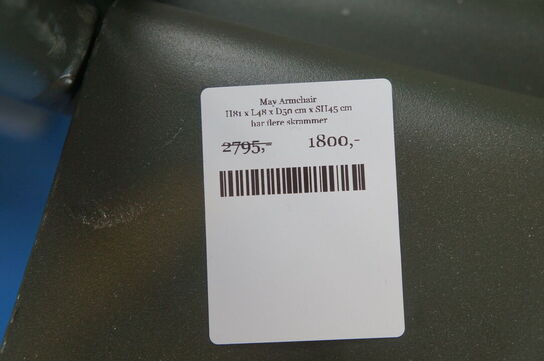 May Armchair
H81 x L48 x D50 cm x SH45 cm
har flere skrammer
2795,- 1800,-